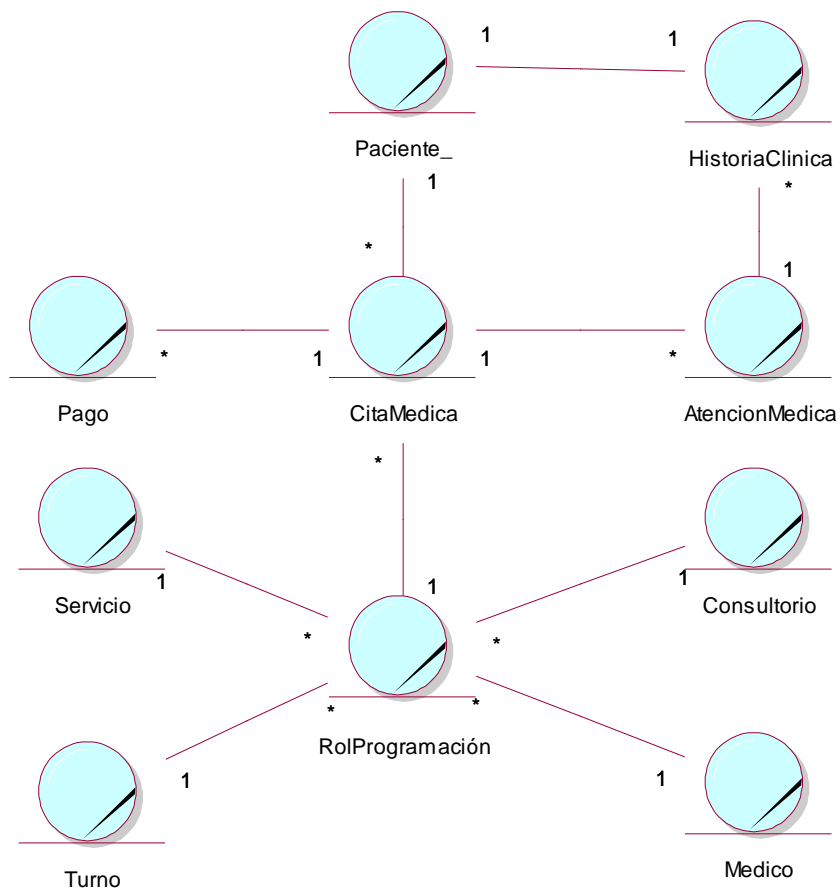 1 1
Paciente_
HistoriaClinica
1 *
* 1
* 1 1 *
Pago CitaMedica AtencionMedica
*
1 1 1
Servicio Consultorio
* *
* *
RolProgramación
1 1
Medico
Turno